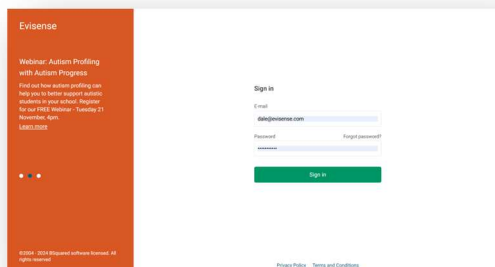 Evisense
Webinar: Autism Profiling
with Autism Progress
Find out how autism profiling can
help you to better support autistic
students in your school. Register
for our FREE Webinar - Tuesday 21
November, 4pm.
Learn more
©2004 - 2034 BSquared software licensed. All
rights reserved
Sign in
E-mail
dale@evisense.com
Password Forgot password?
Sign in
Privacy Policy Terms and Conditions